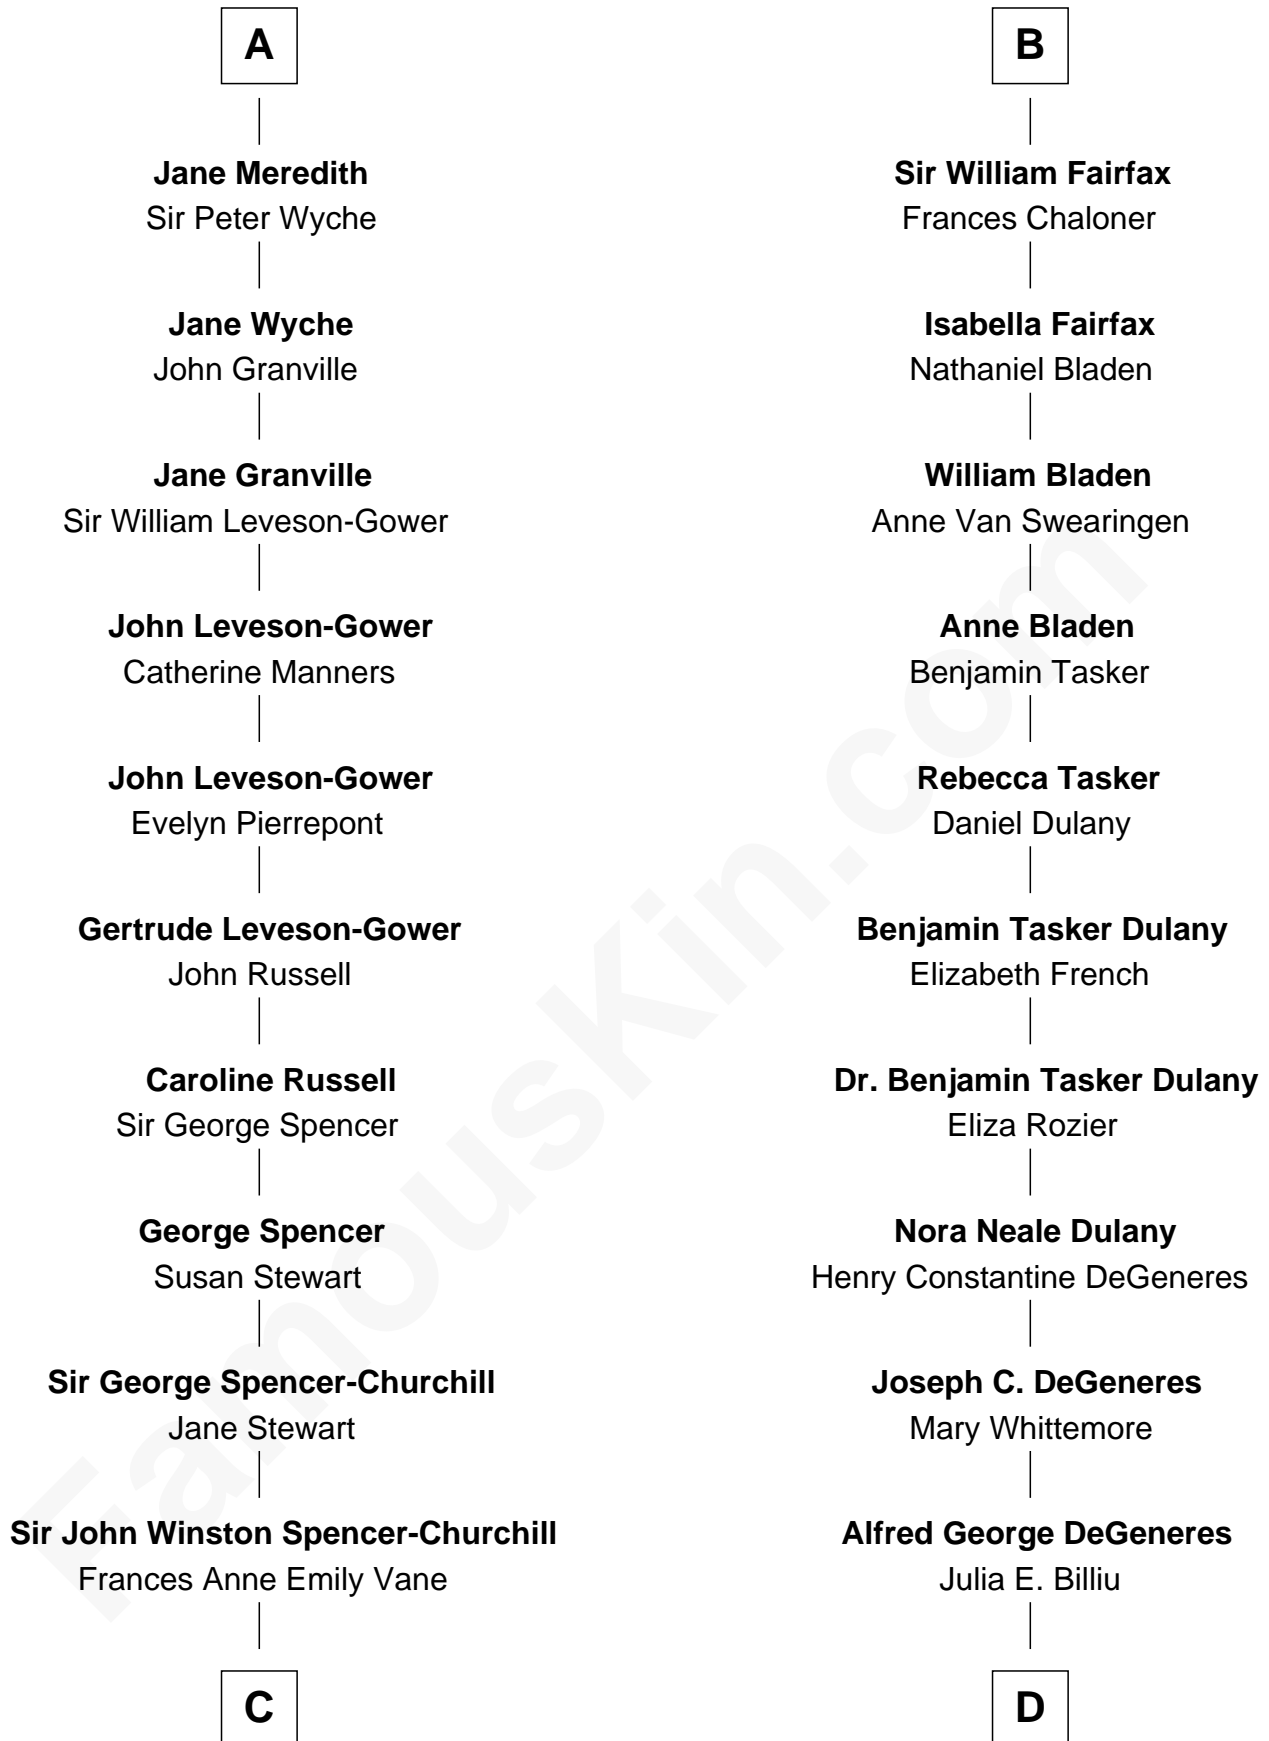 A
Jane Meredith
Sir Peter Wyche
Jane Wyche
John Granville
Jane Granville
Sir William Leveson-Gower
John Leveson-Gower
Catherine Manners
John Leveson-Gower
Evelyn Pierrepont
Gertrude Leveson-Gower
John Russell
Caroline Russell
Sir George Spencer
George Spencer
Susan Stewart
Sir George Spencer-Churchill
Jane Stewart
Sir John Winston Spencer-Churchill
Frances Anne Emily Vane
C
B
Sir William Fairfax
Frances Chaloner
Isabella Fairfax
Nathaniel Bladen
William Bladen
Anne Van Swearingen
Anne Bladen
Benjamin Tasker
Rebecca Tasker
Daniel Dulany
Benjamin Tasker Dulany
Elizabeth French
Dr. Benjamin Tasker Dulany
Eliza Rozier
Nora Neale Dulany
Henry Constantine DeGeneres
Joseph C. DeGeneres
Mary Whittemore
Alfred George DeGeneres
Julia E. Billiu
D
FamousKin.com